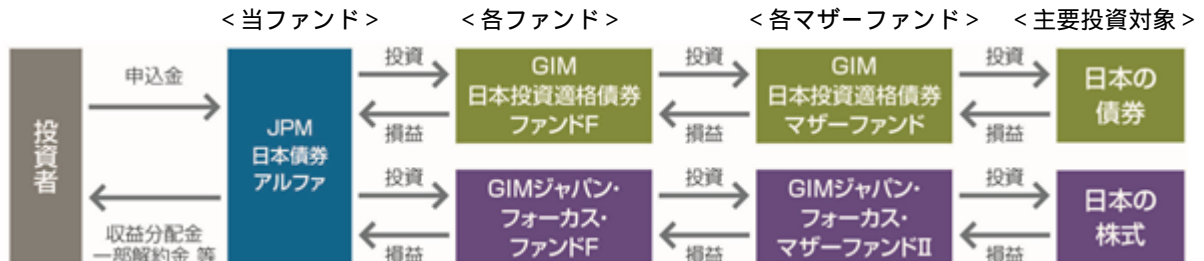 <当ファンド> <各ファンド> <各マザーファンド> <主要投資対象>
投資者
申込金
収益分配金
一部解約金 等
JPM
日本債券
アルファ
投資
損益
GIM
日本投資適格債券
ファンドF
投資
損益
GIM
日本投資適格債券
マザーファンド
投資
損益
日本の
債券
投資
損益
GIMジャパン・
フォーカス・
ファンドF
投資
損益
GIMジャパン・
フォーカス・
マザーファンドⅡ
投資
損益
日本の
株式